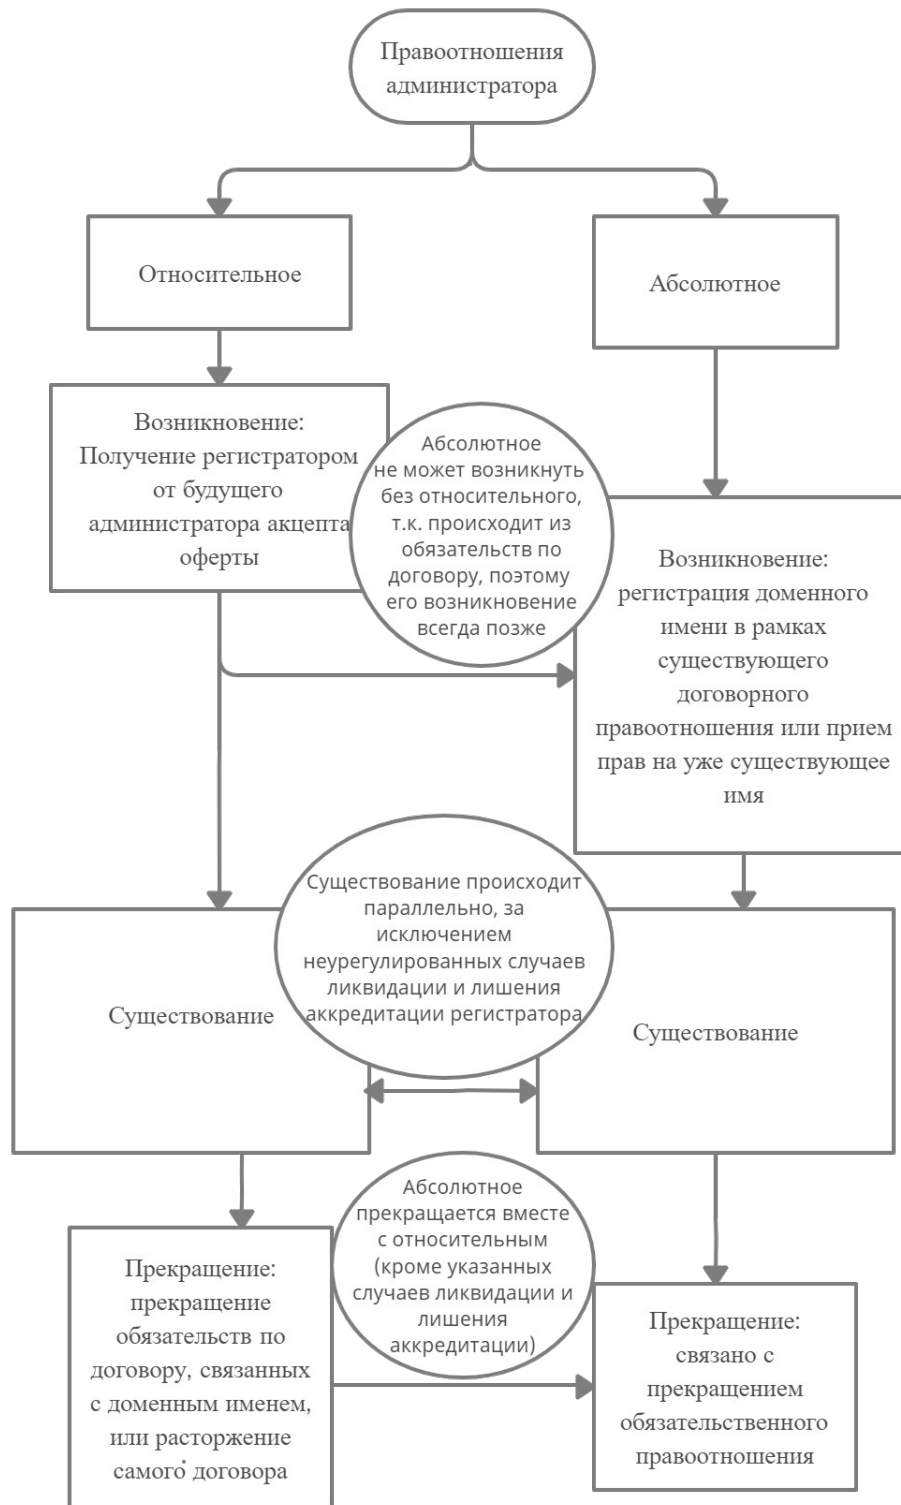 Правоотношения
администратора
Относительное
Абсолютное
Возникновение:
Получение регистратором
от будущего
администратора акцепта
оферты
Абсолютное
не может возникнуть
без относительного,
т.к. происходит из
обязательств по
договору, поэтому
его возникновение
всегда позже
Возникновение:
регистрация доменного
имени в рамках
существующего
договорного
правоотношения или прием
прав на уже существующее
имя
Существование происходит
параллельно, за
исключением
неурегулированных случаев
ликвидации и лишения
аккредитации регистратора
Существование
Существование
Абсолютное
прекращается вместе
с относительным
(кроме указанных
случаев ликвидации и
лишения
аккредитации)
Прекращение:
прекращение
обязательств по
договору, связанных
с доменным именем,
или расторжение
самого договора
Прекращение:
связано с
прекращением
обязательственного
правоотношения